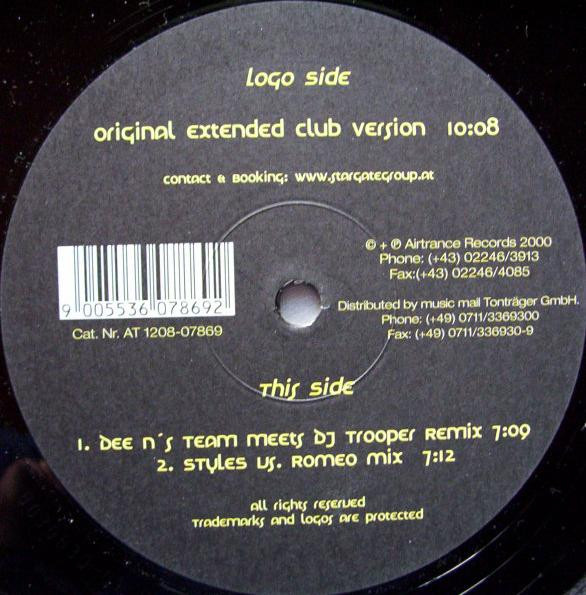 Logo side
original extended club version 10:08
contact & Booking: www.stargategroup.at
© + ℗ Airtrance Records 2000
Phone: (+43) 02246/3913
Fax:(+43) 02246/4085
9 005536 078692
Cat. Nr. AT 1208-07869
Distributed by music mail Tonträger GmbH.
Phone: (+49) 0711/3369300
Fax: (+49) 0711/336930-9
This side
1. Dee N´s Team meets DJ Trooper Remix 7:09
2. Styles vs. Romeo mix 7:12
all rights reserved
Trademarks and logos are protected